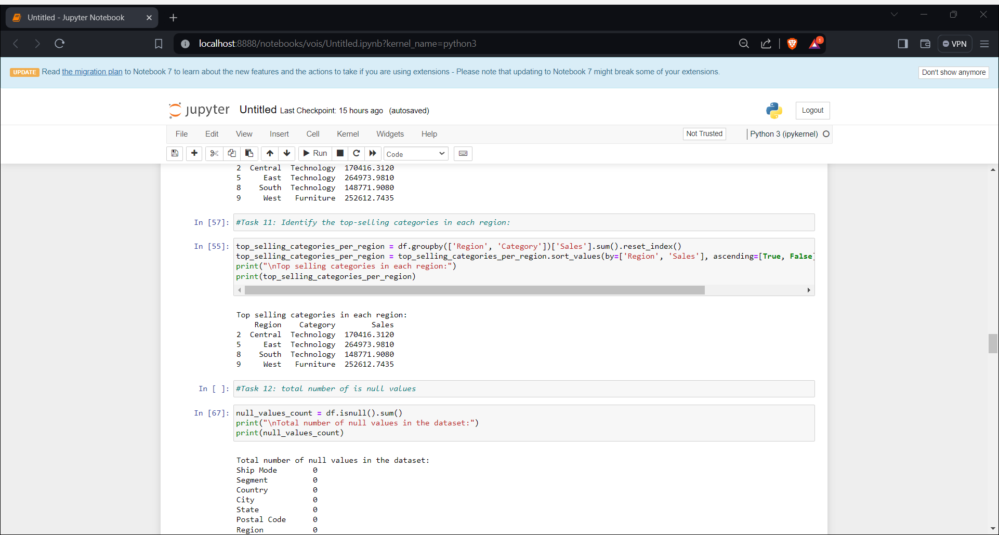 Untitled - Jupyter Notebook
localhost:8888/notebooks/vois/Untitled.ipynb?kernel_name=python3
1
VPN
UPDATE Read the migration plan to Notebook 7 to learn about the new features and the actions to take if you are using extensions - Please note that updating to Notebook 7 might break some of your extensions.
Don't show anymore
jupyter Untitled Last Checkpoint: 15 hours ago (autosaved)
Logout
File Edit View Insert Cell Kernel Widgets Help
Not Trusted
Python 3 (ipykernel)
Run
Code
2 Central Technology 170416.3120
5 East Technology 264973.9810
8 South Technology 148771.9080
9 West Furniture 252612.7435
In [57]: #Task 11: Identify the top-selling categories in each region:
In [55]: top_selling_categories_per_region = df.groupby(['Region', 'Category'])['Sales'].sum().reset_index()
top_selling_categories_per_region = top_selling_categories_per_region.sort_values(by=['Region', 'Sales'], ascending=[True, False]
print("\nTop selling categories in each region:")
print(top_selling_categories_per_region)
Top selling categories in each region:
Region Category Sales
2 Central Technology 170416.3120
5 East Technology 264973.9810
8 South Technology 148771.9080
9 West Furniture 252612.7435
In [ ]: #Task 12: total number of is null values
In [67]: null_values_count = df.isnull().sum()
print("\nTotal number of null values in the dataset:")
print(null_values_count)
Total number of null values in the dataset:
Ship Mode 0
Segment 0
Country 0
City 0
State 0
Postal Code 0
Region 0